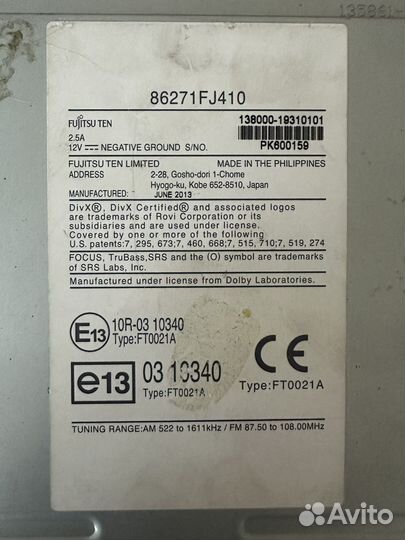 135861-
86271FJ410
FUJITSU TEN
138000-19310101
2.5A
12V NEGATIVE GROUND S/NO.
PK600159
FUJITSU TEN LIMITED MADE IN THE PHILIPPINES
ADDRESS 2-28, Gosho-dori 1-Chome
Hyogo-ku, Kobe 652-8510, Japan
MANUFACTURED: JUNE 2013
DivX®, DivX Certified® and associated logos
are trademarks of Rovi Corporation or its
subsidiaries and are used under license.
Covered by one or more of the following
U.S. patents:7, 295, 673;7, 460, 668;7, 515, 710;7, 519, 274
FOCUS, TruBass,SRS and the (O) symbol are trademarks
of SRS Labs, Inc.
Manufactured under license from Dolby Laboratories.
E13 10R-03 10340
Type:FT0021A
e13 03 10340
Type:FT0021A
CE
Type:FT0021A
TUNING RANGE:AM 522 to 1611kHz / FM 87.50 to 108.00MHz
Avito